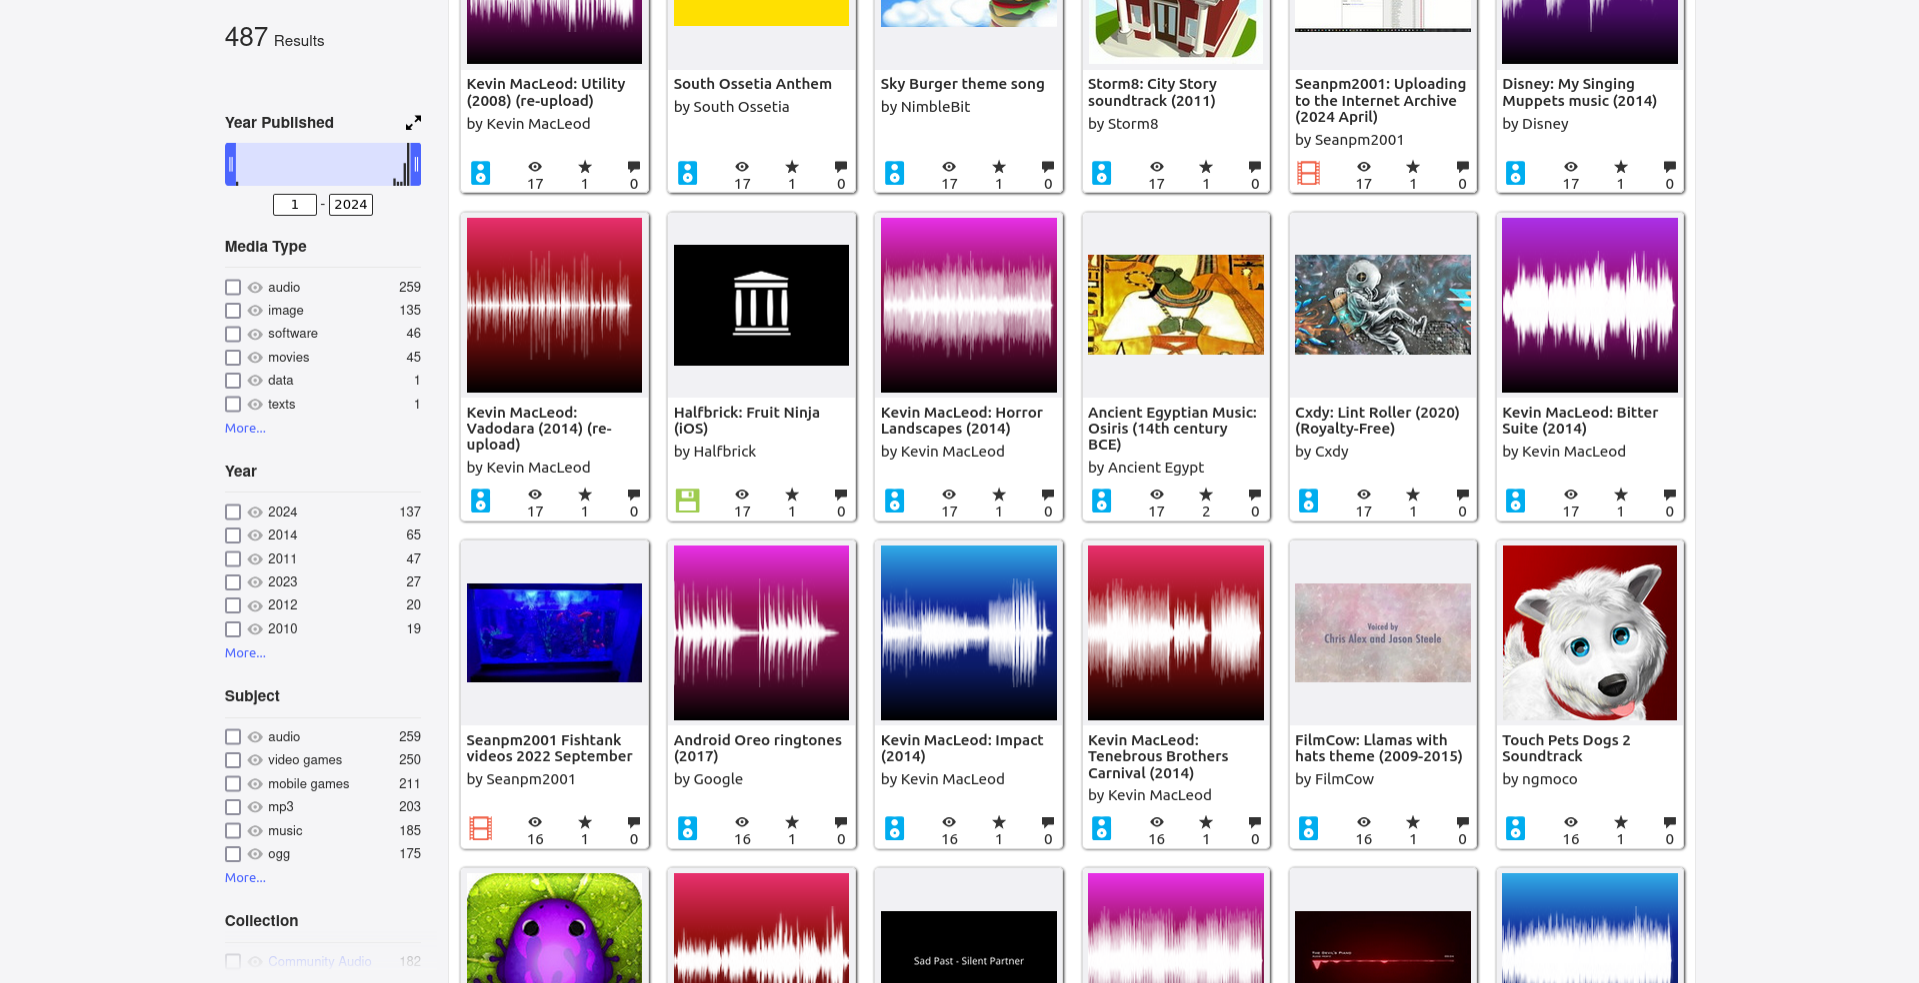 487 Results
Year Published
1 - 2024
Media Type
audio 259
image 135
software 46
movies 45
data 1
texts 1
More...
Year
2024 137
2014 65
2011 47
2023 27
2012 20
2010 19
More...
Subject
audio 259
video games 250
mobile games 211
mp3 203
music 185
ogg 175
More...
Collection
Community Audio 182
Kevin MacLeod: Utility
(2008) (re-upload)
by Kevin MacLeod
17 1 0
South Ossetia Anthem
by South Ossetia
17 1 0
Sky Burger theme song
by NimbleBit
17 1 0
Storm8: City Story
soundtrack (2011)
by Storm8
17 1 0
Seanpm2001: Uploading
to the Internet Archive
(2024 April)
by Seanpm2001
17 1 0
Disney: My Singing
Muppets music (2014)
by Disney
17 1 0
Kevin MacLeod:
Vadodara (2014) (re-
upload)
by Kevin MacLeod
17 1 0
Halfbrick: Fruit Ninja
(iOS)
by Halfbrick
17 1 0
Kevin MacLeod: Horror
Landscapes (2014)
by Kevin MacLeod
17 1 0
Ancient Egyptian Music:
Osiris (14th century
BCE)
by Ancient Egypt
17 2 0
Cxdy: Lint Roller (2020)
(Royalty-Free)
by Cxdy
17 1 0
Kevin MacLeod: Bitter
Suite (2014)
by Kevin MacLeod
17 1 0
Seanpm2001 Fishtank
videos 2022 September
by Seanpm2001
16 1 0
Android Oreo ringtones
(2017)
by Google
16 1 0
Kevin MacLeod: Impact
(2014)
by Kevin MacLeod
16 1 0
Kevin MacLeod:
Tenebrous Brothers
Carnival (2014)
by Kevin MacLeod
16 1 0
Voiced by
Chris Alex and Jason Steele
FilmCow: Llamas with
hats theme (2009-2015)
by FilmCow
16 1 0
Touch Pets Dogs 2
Soundtrack
by ngmoco
16 1 0
Sad Past - Silent Partner
THE DEVIL'S PIANO